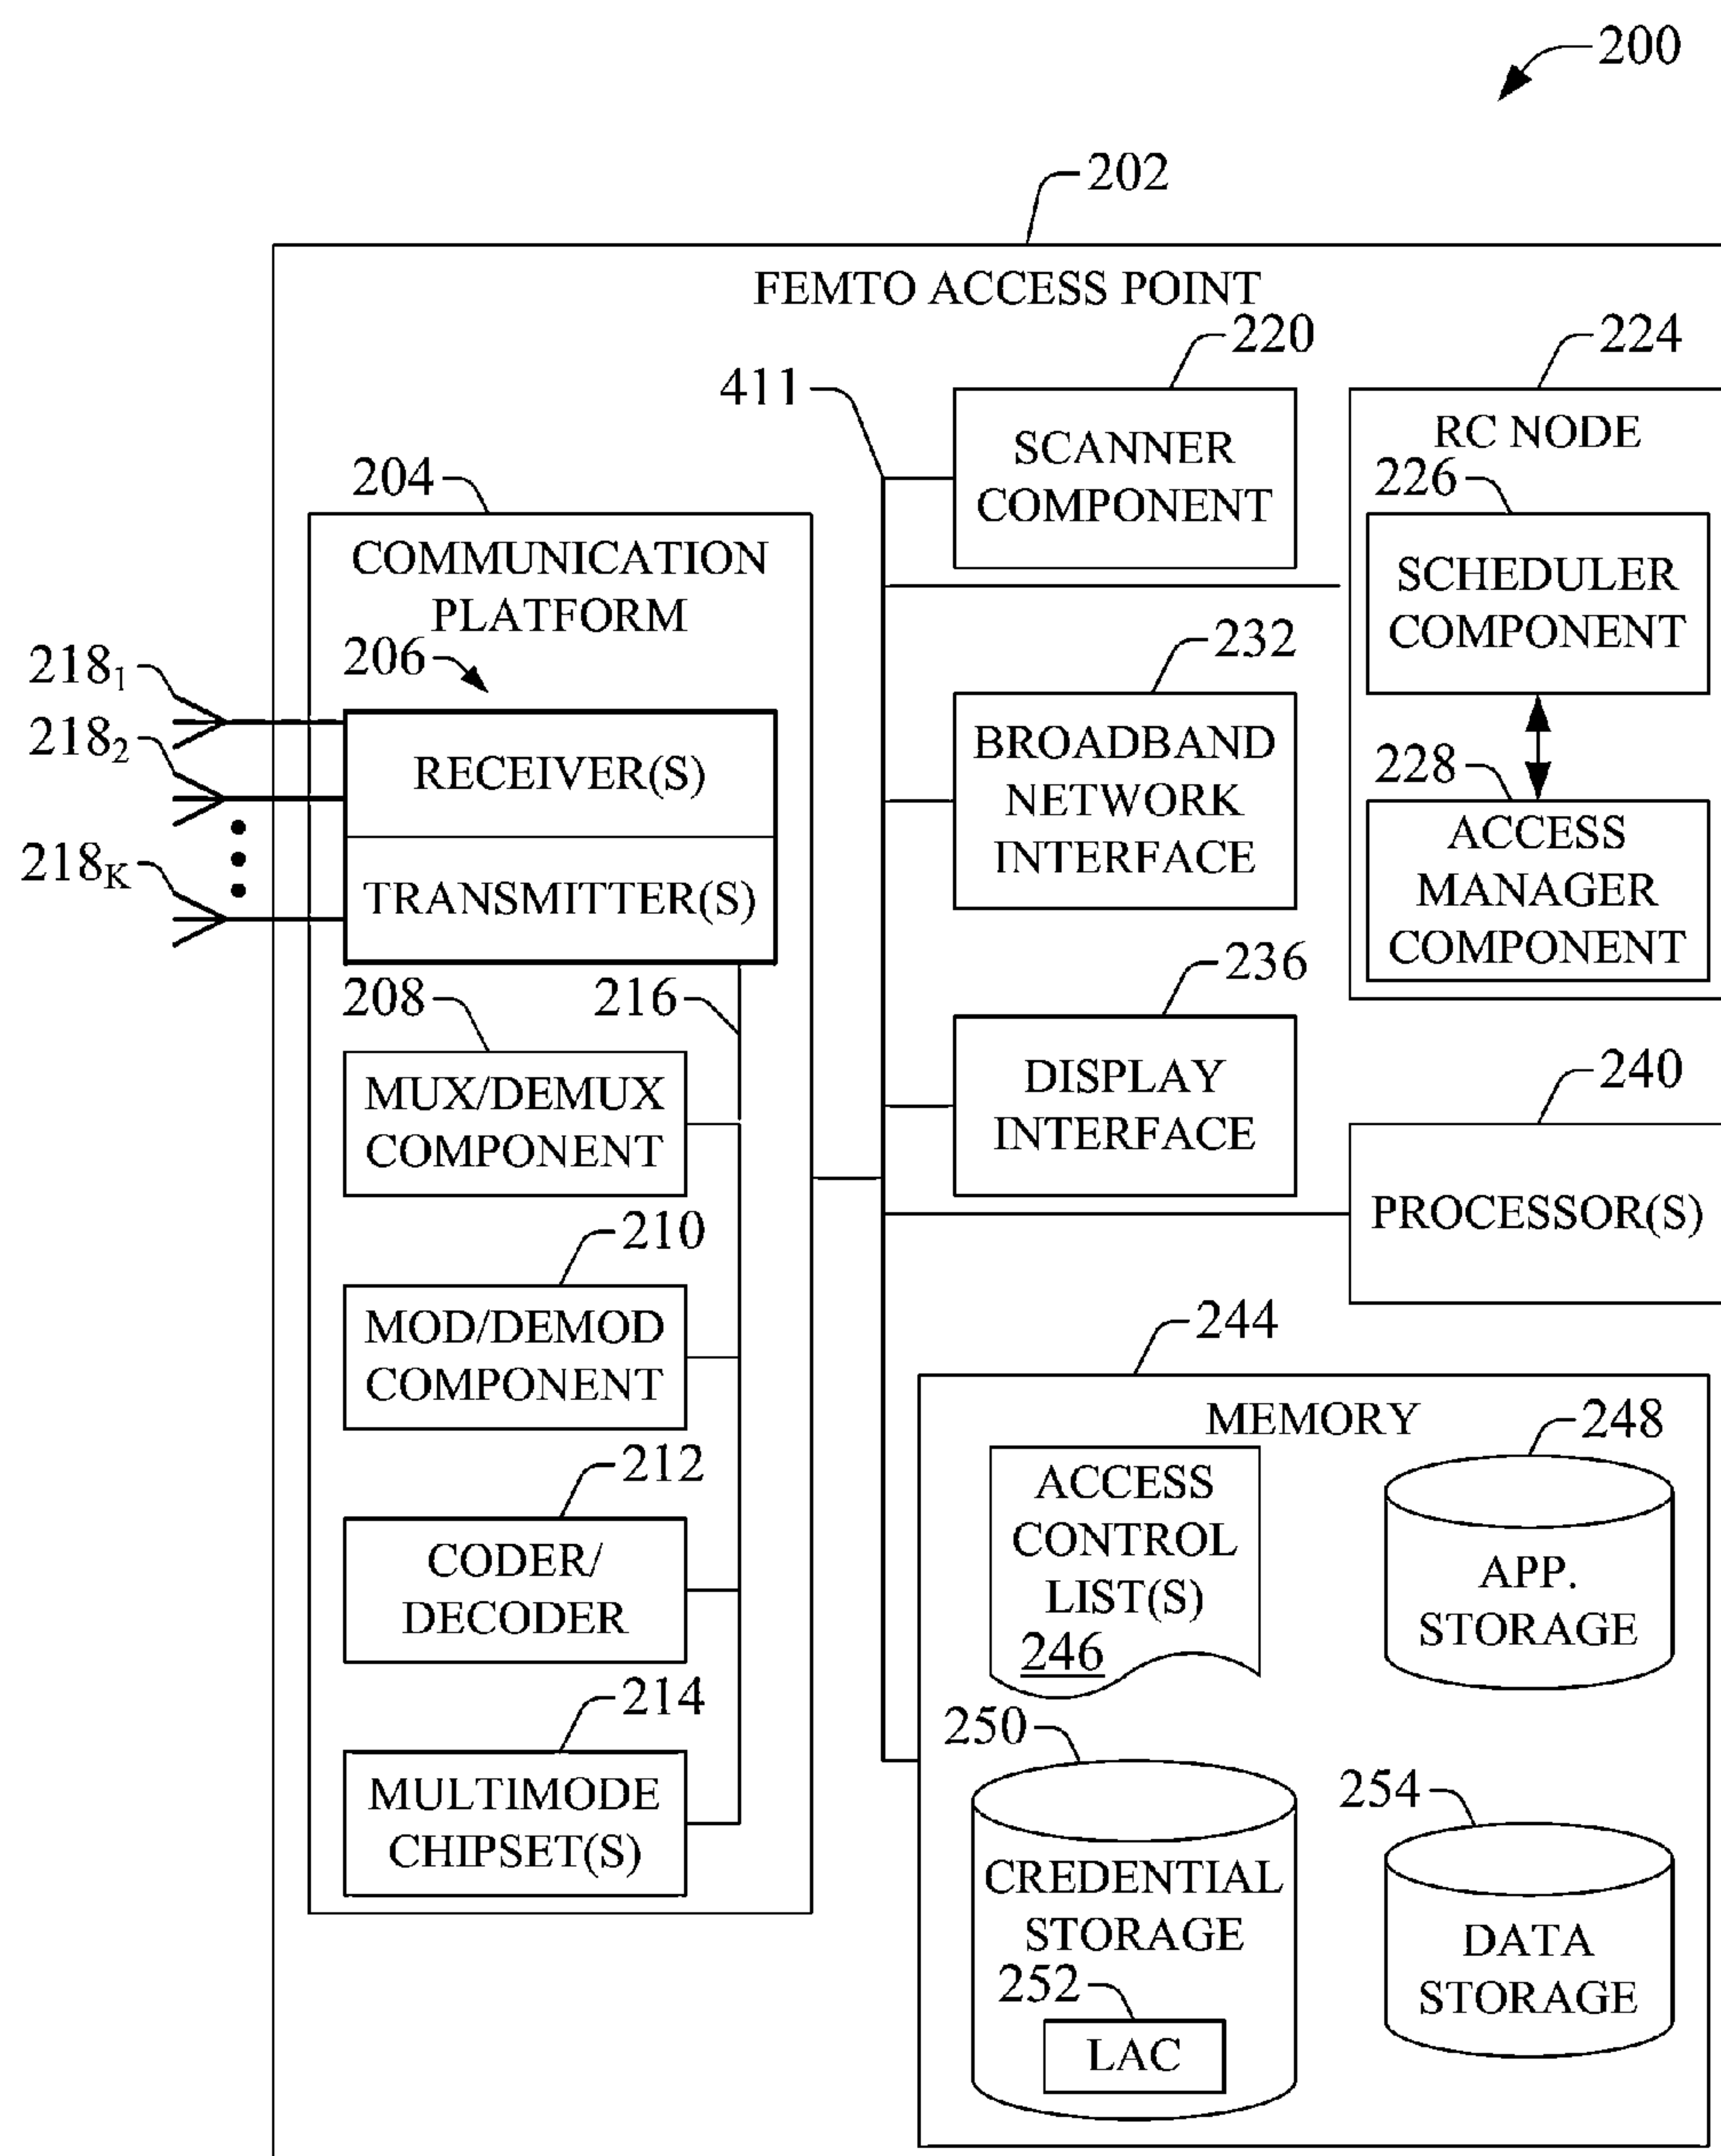 200
202
FEMTO ACCESS POINT
220
224
411
SCANNER
COMPONENT
RC NODE
226
SCHEDULER
COMPONENT
228
ACCESS
MANAGER
COMPONENT
204
COMMUNICATION
PLATFORM
206
218₁
218₂
218K
RECEIVER(S)
TRANSMITTER(S)
232
BROADBAND
NETWORK
INTERFACE
236
DISPLAY
INTERFACE
208
216
MUX/DEMUX
COMPONENT
240
PROCESSOR(S)
210
MOD/DEMOD
COMPONENT
212
CODER/
DECODER
214
MULTIMODE
CHIPSET(S)
244
MEMORY
ACCESS
CONTROL
LIST(S)
246
248
APP.
STORAGE
250
CREDENTIAL
STORAGE
252
LAC
254
DATA
STORAGE